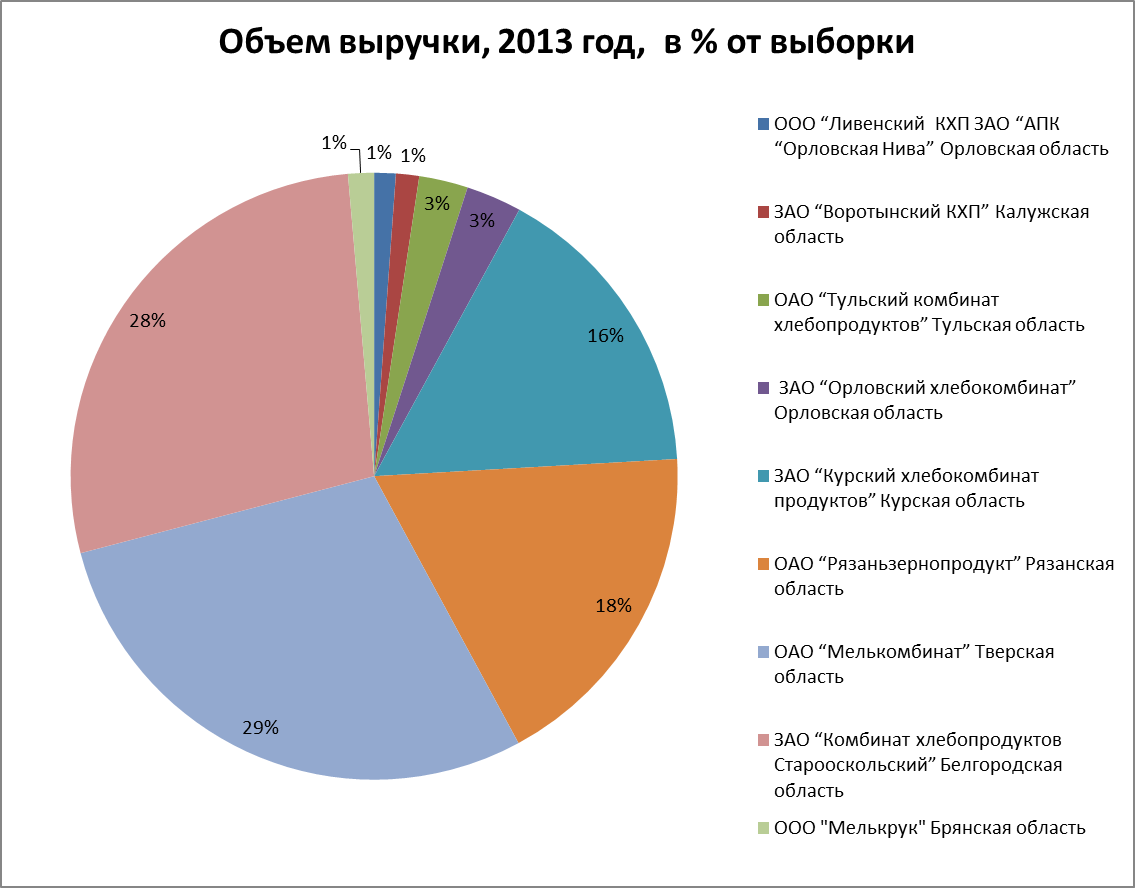 Объем выручки, 2013 год,  в % от выборки
1%
1%
1%
3%
3%
16%
18%
29%
28%
ООО “Ливенский  КХП ЗАО “АПК
“Орловская Нива” Орловская область
ЗАО “Воротынский КХП” Калужская
область
ОАО “Тульский комбинат
хлебопродуктов” Тульская область
ЗАО “Орловский хлебокомбинат”
Орловская область
ЗАО “Курский хлебокомбинат
продуктов” Курская область
ОАО “Рязаньзернопродукт” Рязанская
область
ОАО “Мелькомбинат” Тверская
область
ЗАО “Комбинат хлебопродуктов
Старооскольский” Белгородская
область
ООО "Мелькрук" Брянская область